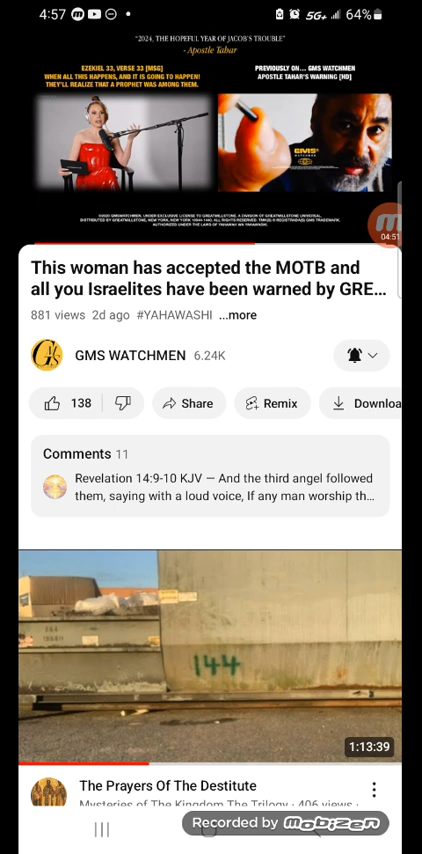 4:57
5G+
64%
"2024, THE HOPEFUL YEAR OF JACOB'S TROUBLE"
- Apostle Tahar
EZEKIEL 33, VERSE 33 [MSG]
WHEN ALL THIS HAPPENS, AND IT IS GOING TO HAPPEN!
THEY'LL REALIZE THAT A PROPHET WAS AMONG THEM.
PREVIOUSLY ON... GMS WATCHMEN
APOSTLE TAHAR'S WARNING [HD]
GMS
04:51
This woman has accepted the MOTB and
all you Israelites have been warned by GRE...
881 views 2d ago #YAHAWASHI ...more
GMS WATCHMEN 6.24K
138
Share
Remix
Downloa
Comments 11
Revelation 14:9-10 KJV — And the third angel followed
them, saying with a loud voice, If any man worship th...
144
1:13:39
The Prayers Of The Destitute
Mysteries of The Kingdom The Trilogy · 406 views ·
Recorded by mobizen